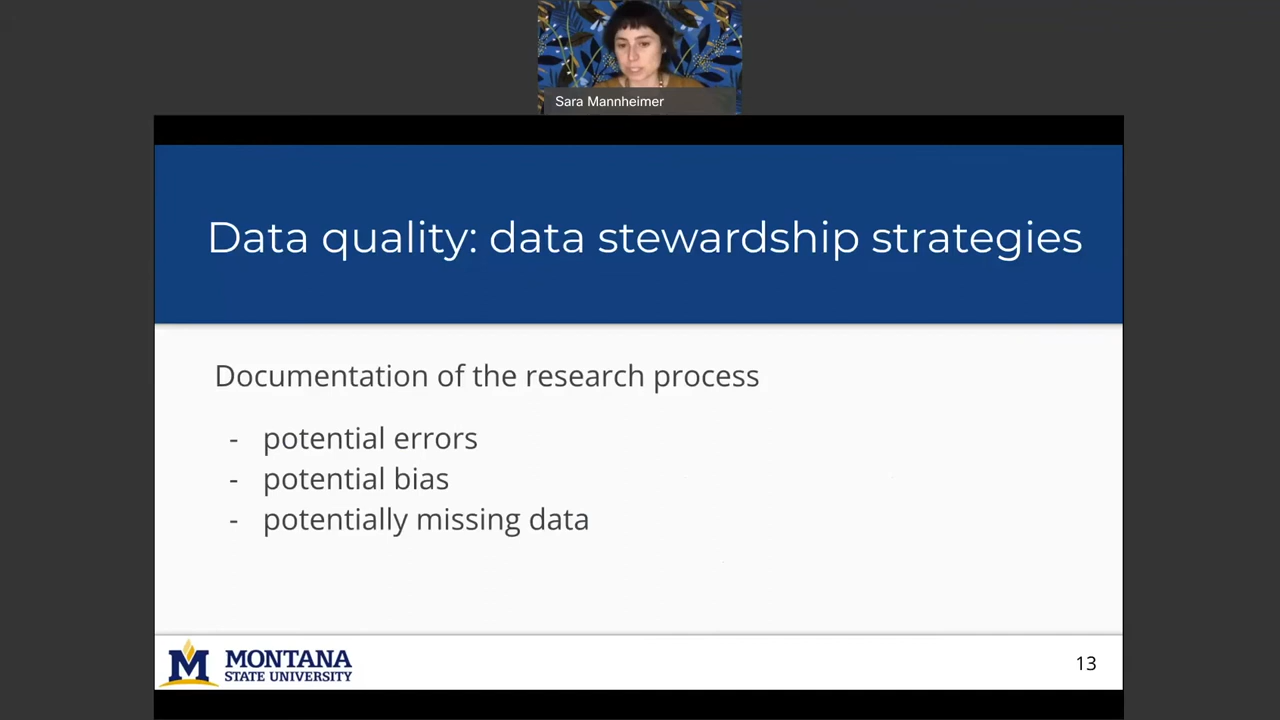 Sara Mannheimer
Data quality: data stewardship strategies
Documentation of the research process
- potential errors
- potential bias
- potentially missing data
M MONTANA
STATE UNIVERSITY
13